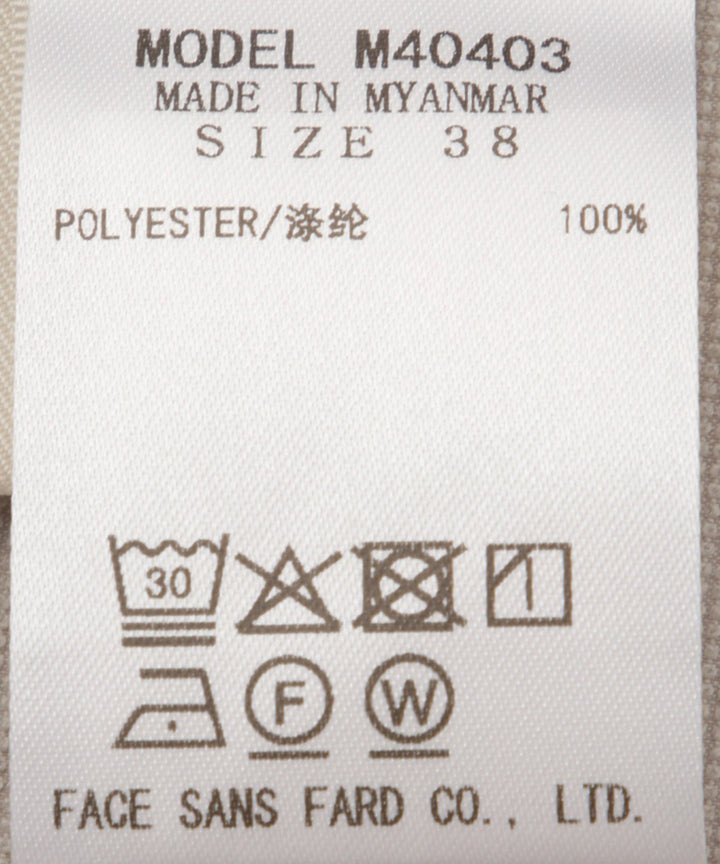 MODEL M40403
MADE IN MYANMAR
SIZE 38
POLYESTER/涤纶 100%
30
F W
FACE SANS FARD CO., LTD.